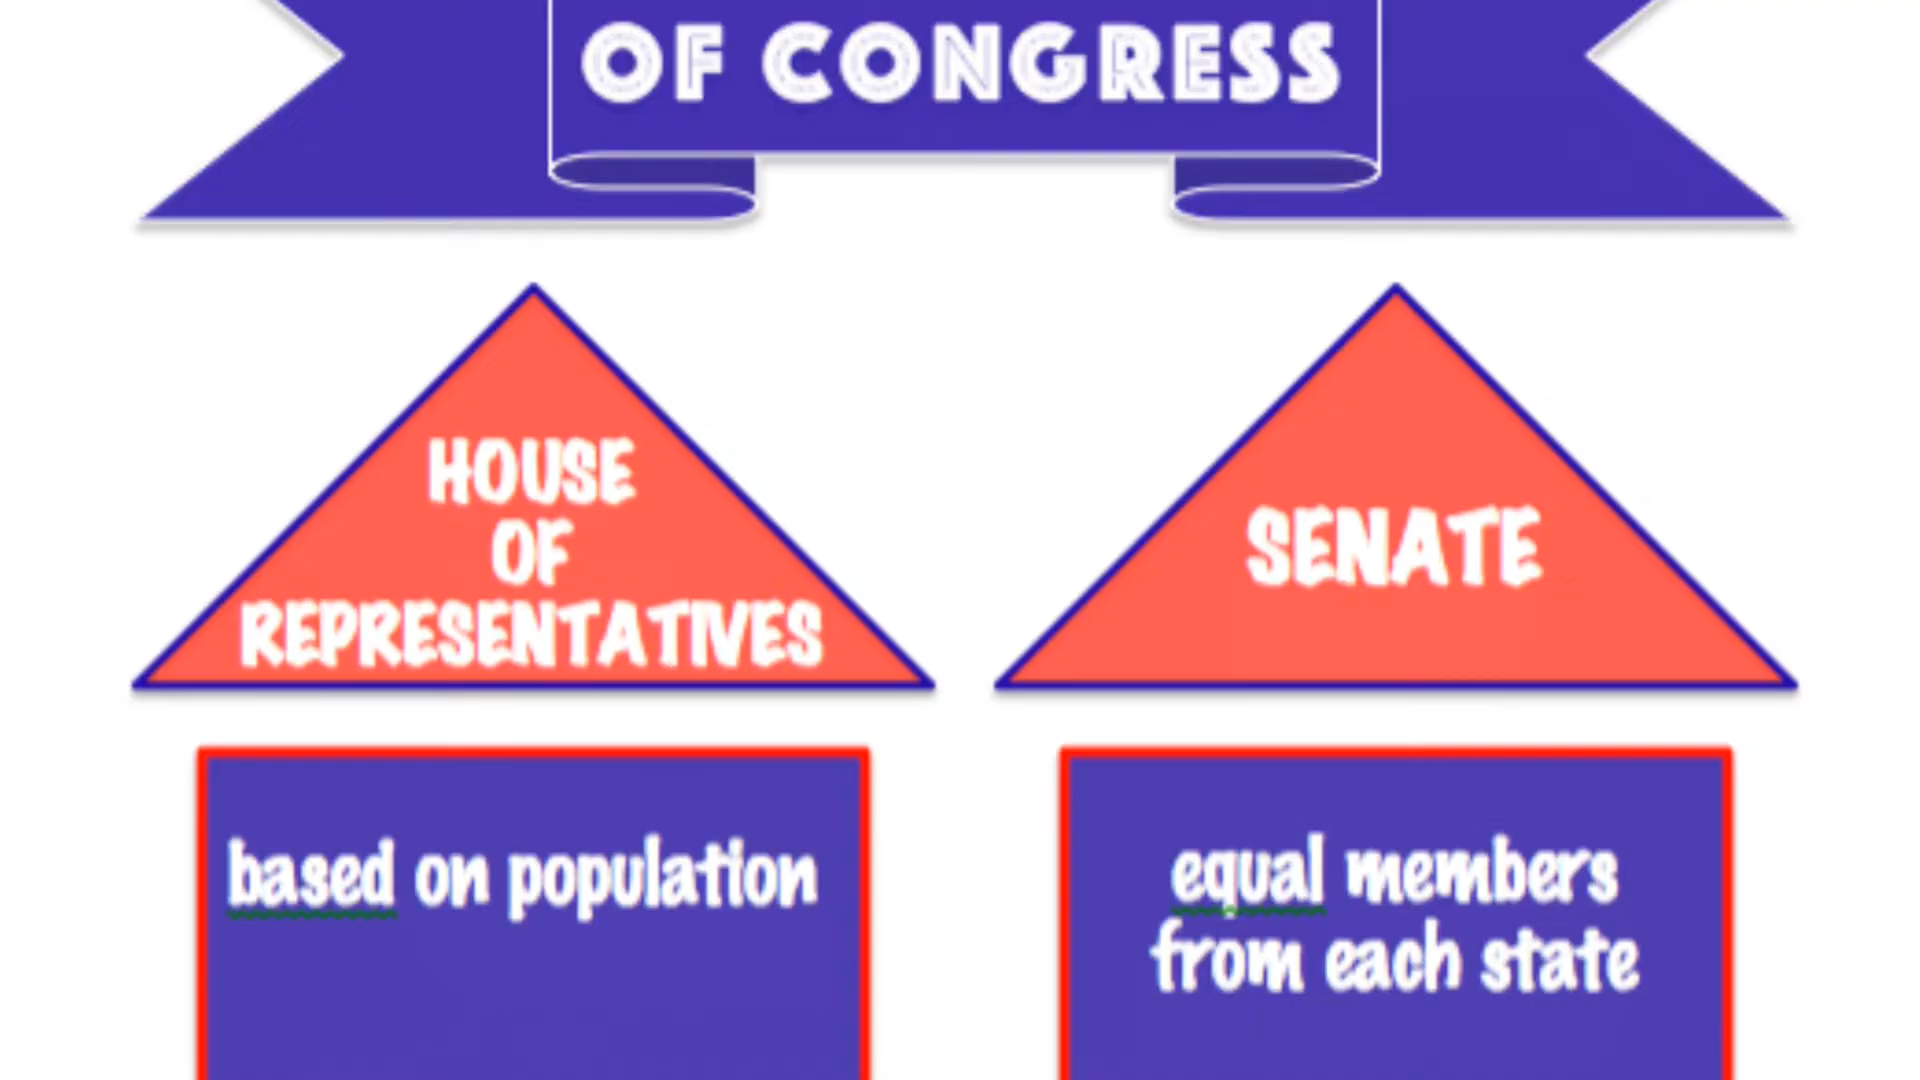 OF CONGRESS
HOUSE
OF
REPRESENTATIVES
SENATE
based on population
equal members
from each state